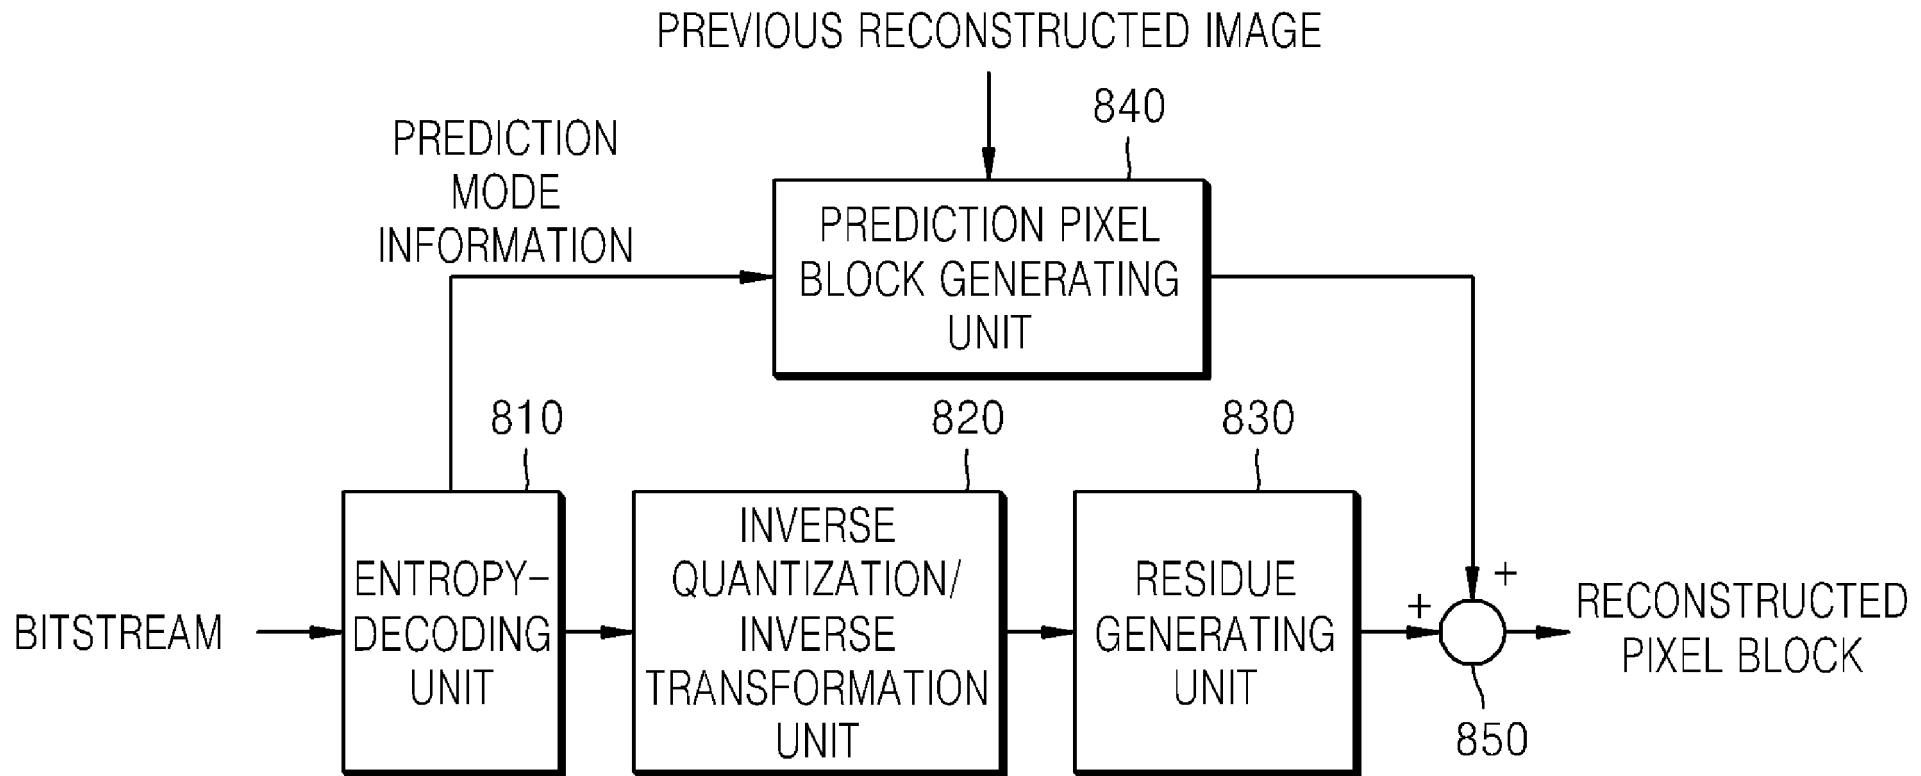 PREVIOUS RECONSTRUCTED IMAGE
840
PREDICTION
MODE
INFORMATION
PREDICTION PIXEL
BLOCK GENERATING
UNIT
810
820
830
BITSTREAM
ENTROPY-
DECODING
UNIT
INVERSE
QUANTIZATION/
INVERSE
TRANSFORMATION
UNIT
RESIDUE
GENERATING
UNIT
+
+
RECONSTRUCTED
PIXEL BLOCK
850